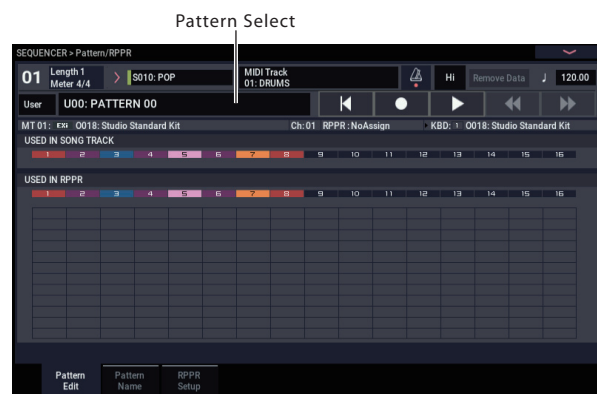 Pattern Select
SEQUENCER > Pattern/RPPR
01 Length 1 Meter 4/4 > S010: POP MIDI Track 01: DRUMS Hi Remove Data ♩ 120.00
User U00: PATTERN 00
MT 01: EXi O018: Studio Standard Kit Ch:01 RPPR:NoAssign KBD: 1 O018: Studio Standard Kit
USED IN SONG TRACK
1 2 3 4 5 6 7 8 9 10 11 12 13 14 15 16
USED IN RPPR
1 2 3 4 5 6 7 8 9 10 11 12 13 14 15 16
Pattern Edit Pattern Name RPPR Setup